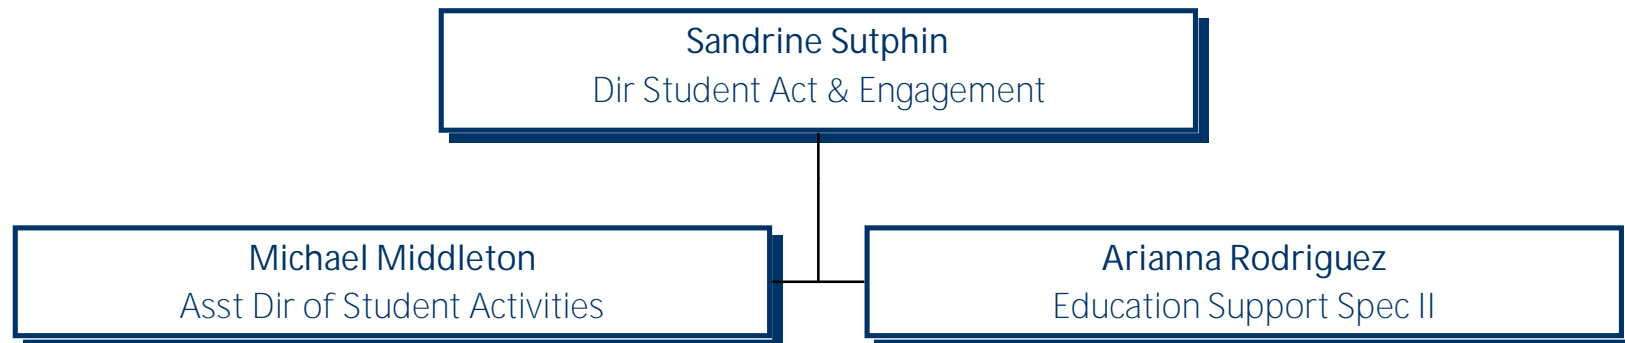 Sandrine Sutphin
Dir Student Act & Engagement
Michael Middleton
Asst Dir of Student Activities
Arianna Rodriguez
Education Support Spec II